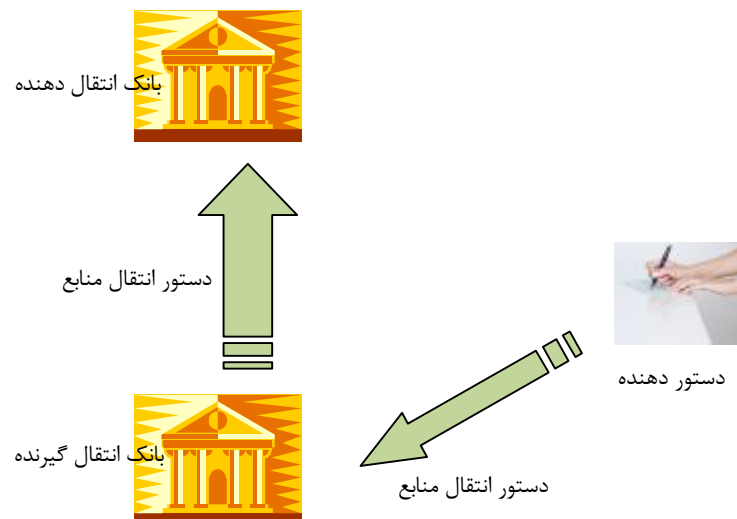 بانک انتقال دهنده
دستور انتقال منابع
دستور دهنده
بانک انتقال گیرنده
دستور انتقال منابع